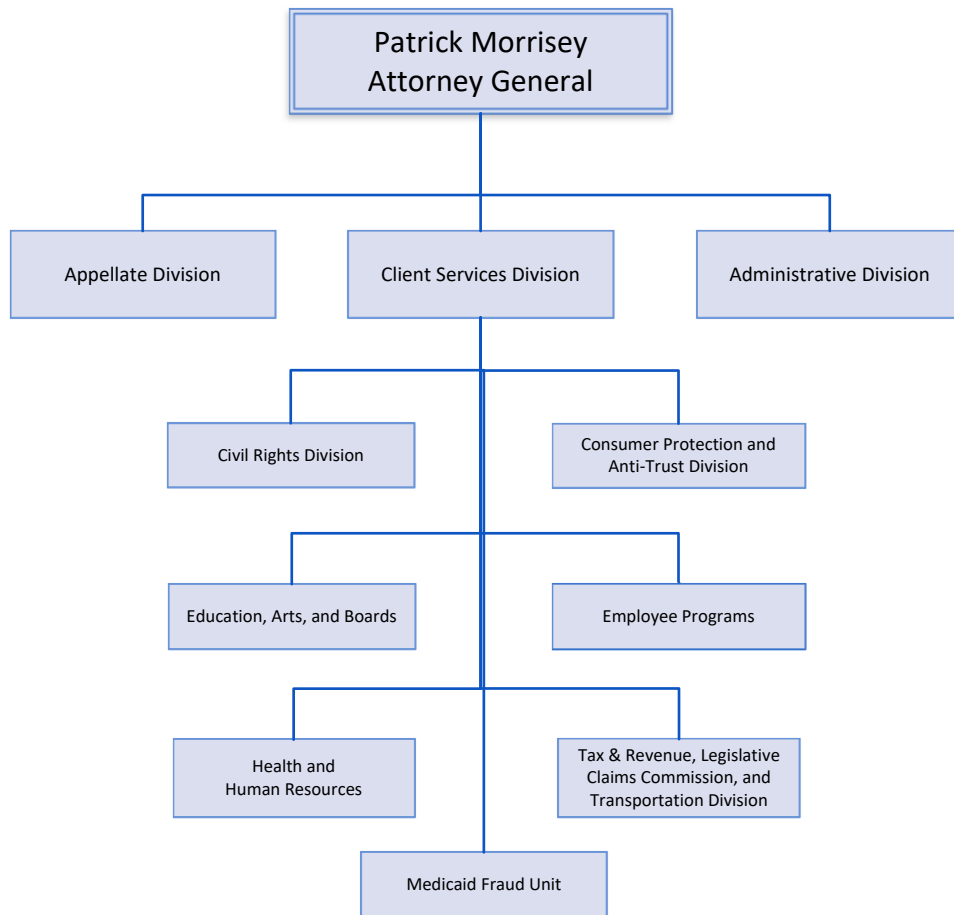 Patrick Morrisey
Attorney General
Appellate Division
Client Services Division
Administrative Division
Civil Rights Division
Consumer Protection and
Anti-Trust Division
Education, Arts, and Boards
Employee Programs
Health and
Human Resources
Tax & Revenue, Legislative
Claims Commission, and
Transportation Division
Medicaid Fraud Unit